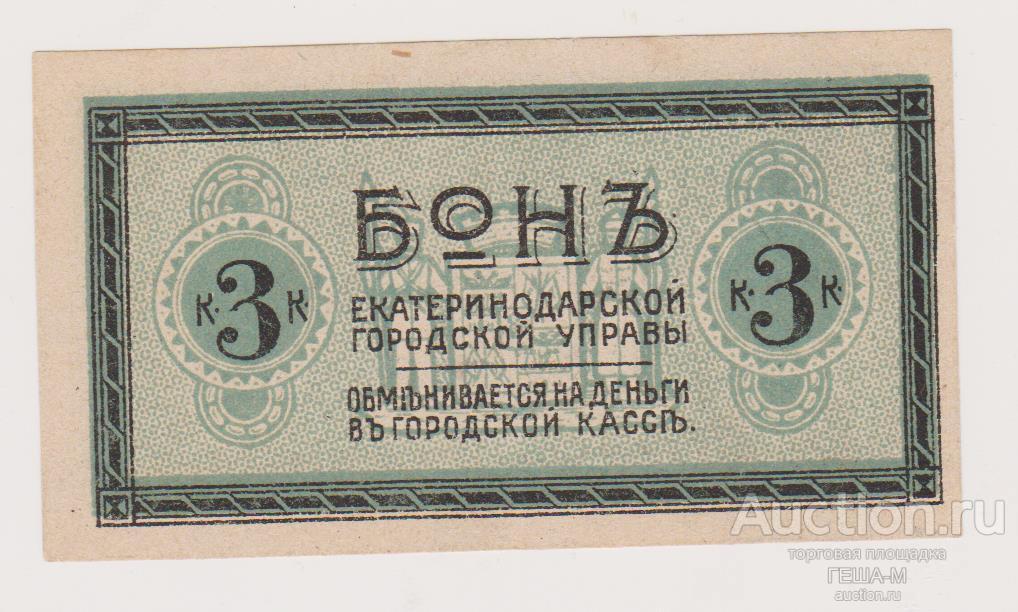 БОНЪ
К. 3 К.
ЕКАТЕРИНОДАРСКОЙ
ГОРОДСКОЙ УПРАВЫ
К. 3 К.
ОБМѢНИВАЕТСЯ НА ДЕНЬГИ
ВЪ ГОРОДСКОЙ КАССѢ.
Auction.ru
торговая площадка
ГЕША-М
auction.ru